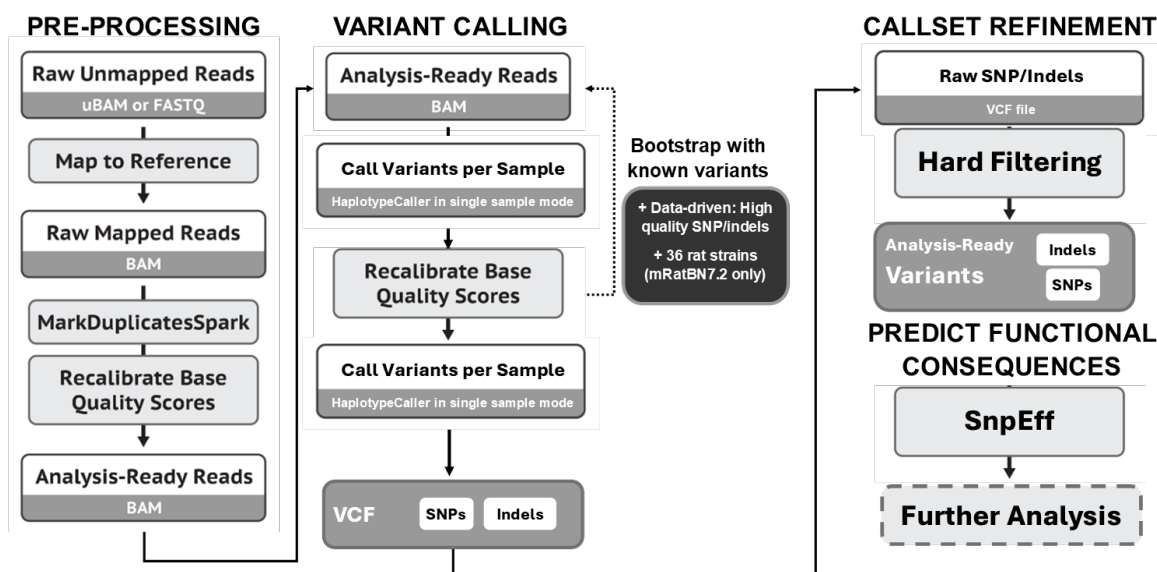 PRE-PROCESSING
Raw Unmapped Reads
uBAM or FASTQ
Map to Reference
Raw Mapped Reads
BAM
MarkDuplicatesSpark
Recalibrate Base
Quality Scores
Analysis-Ready Reads
BAM
VARIANT CALLING
Analysis-Ready Reads
BAM
Call Variants per Sample
HaplotypeCaller in single sample mode
Recalibrate Base
Quality Scores
Call Variants per Sample
HaplotypeCaller in single sample mode
VCF
SNPs
Indels
Bootstrap with
known variants
+ Data-driven: High
quality SNP/indels
+ 36 rat strains
(mRatBN7.2 only)
CALLSET REFINEMENT
Raw SNP/Indels
VCF file
Hard Filtering
Analysis-Ready
Variants
Indels
SNPs
PREDICT FUNCTIONAL
CONSEQUENCES
SnpEff
Further Analysis